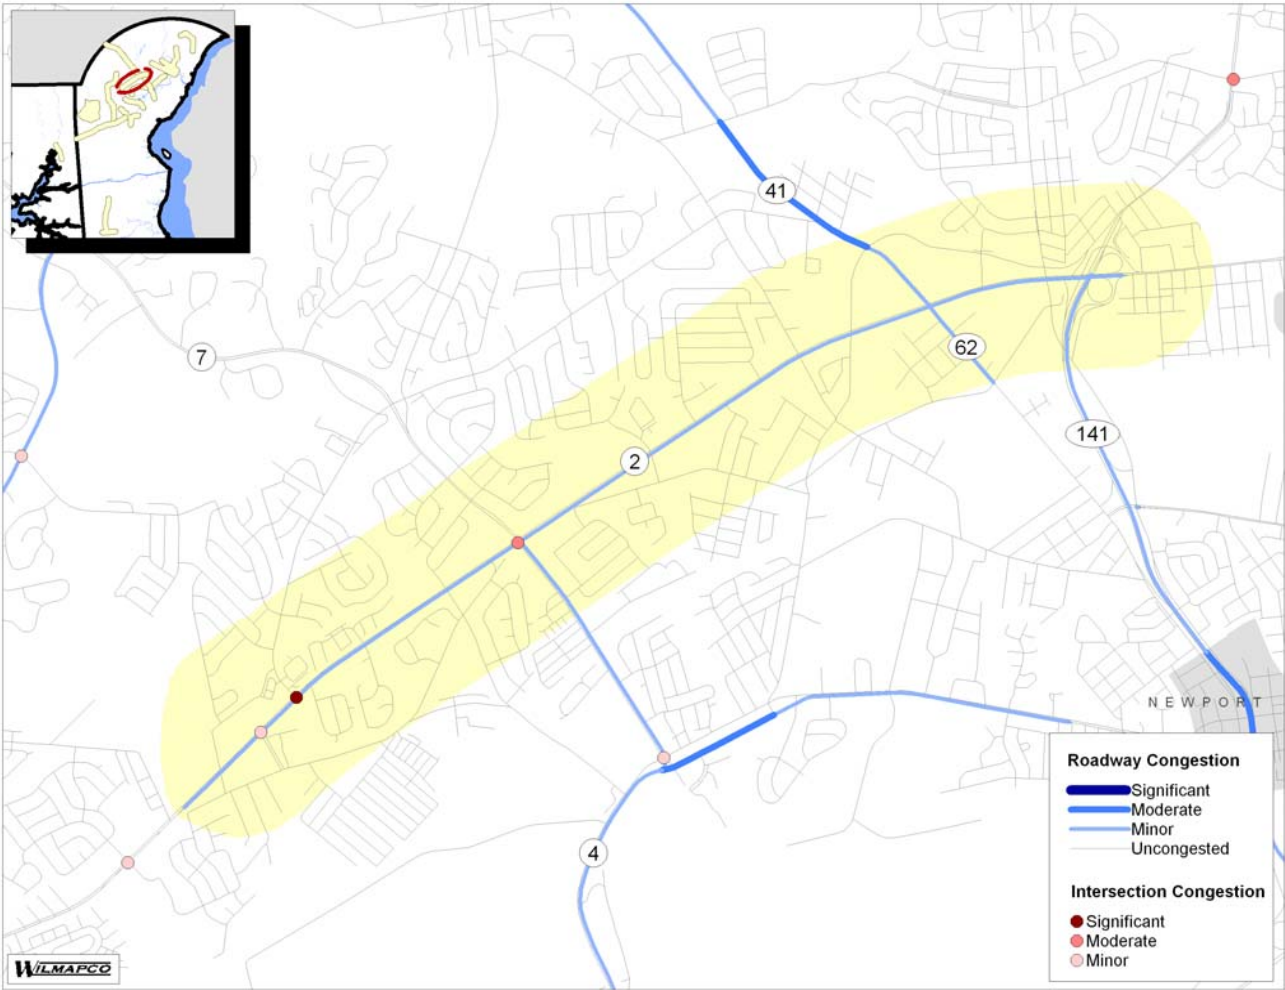 41
7
62
2
141
NEWPORT
4
Roadway Congestion
Significant
Moderate
Minor
Uncongested
Intersection Congestion
Significant
Moderate
Minor
WILMAPCO